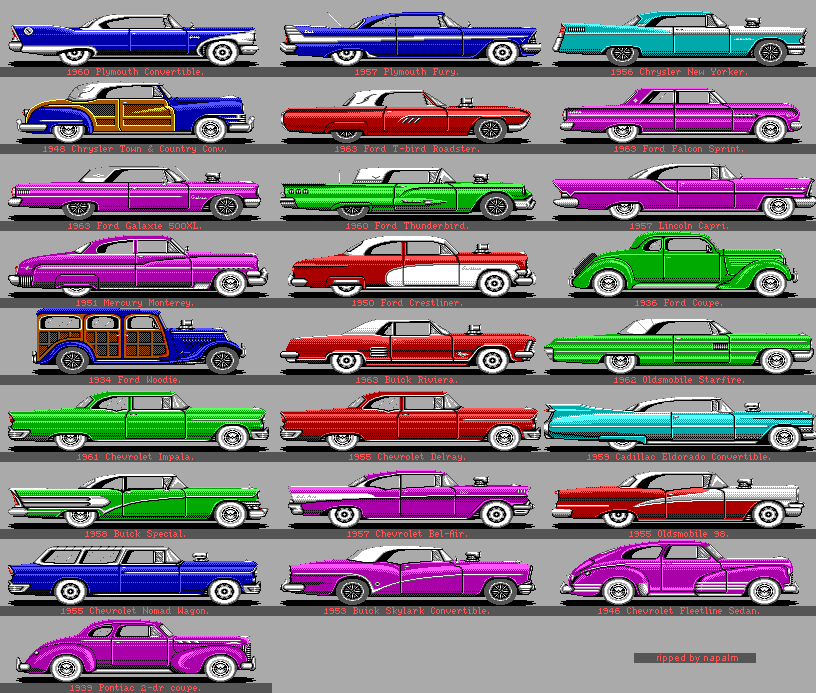 1960 Plymouth Convertible.
1957 Plymouth Fury.
1956 Chrysler New Yorker.
1948 Chrysler Town & Country Conv.
1963 Ford T-bird Roadster.
1963 Ford Falcon Sprint.
1963 Ford Galaxie 500XL.
1960 Ford Thunderbird.
1957 Lincoln Capri.
1951 Mercury Monterey.
1950 Ford Crestliner.
1936 Ford Coupe.
1934 Ford Woodie.
1963 Buick Riviera.
1962 Oldsmobile Starfire.
1961 Chevrolet Impala.
1955 Chevrolet Delray.
1959 Cadillac Eldorado Convertible.
1958 Buick Special.
1957 Chevrolet Bel-Air.
1955 Oldsmobile 98.
1955 Chevrolet Nomad Wagon.
1953 Buick Skylark Convertible.
1946 Chevrolet Fleetline Sedan.
1939 Pontiac 2-dr coupe.
ripped by napalm